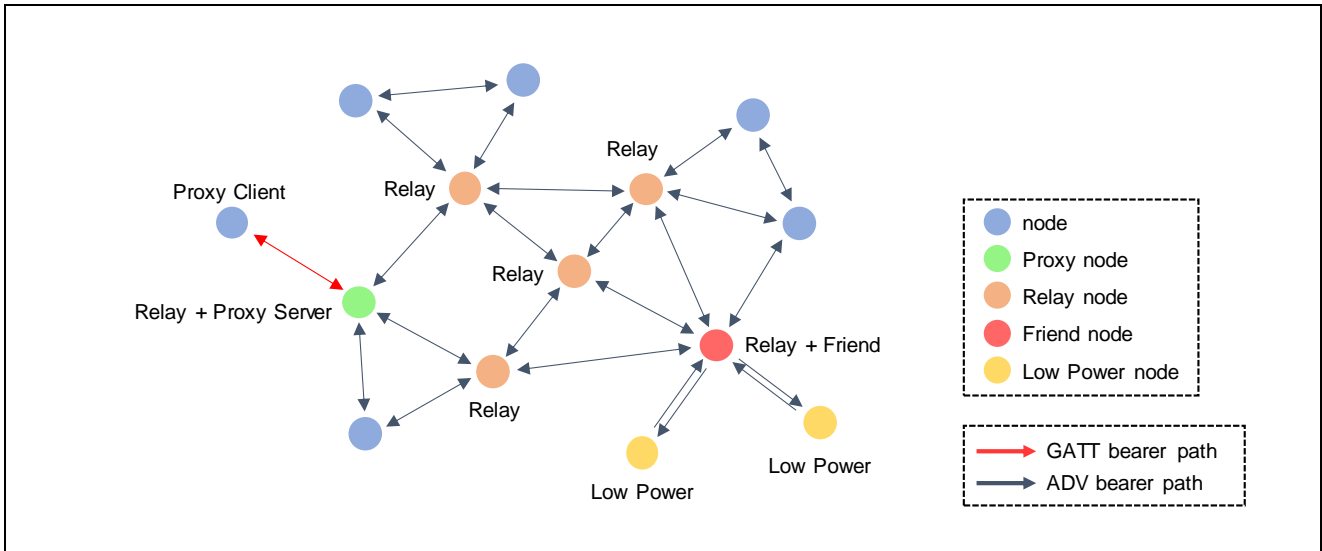 Relay
Proxy Client
Relay
Relay
Relay + Proxy Server
Relay + Friend
Relay
Low Power
Low Power
node
Proxy node
Relay node
Friend node
Low Power node
GATT bearer path
ADV bearer path